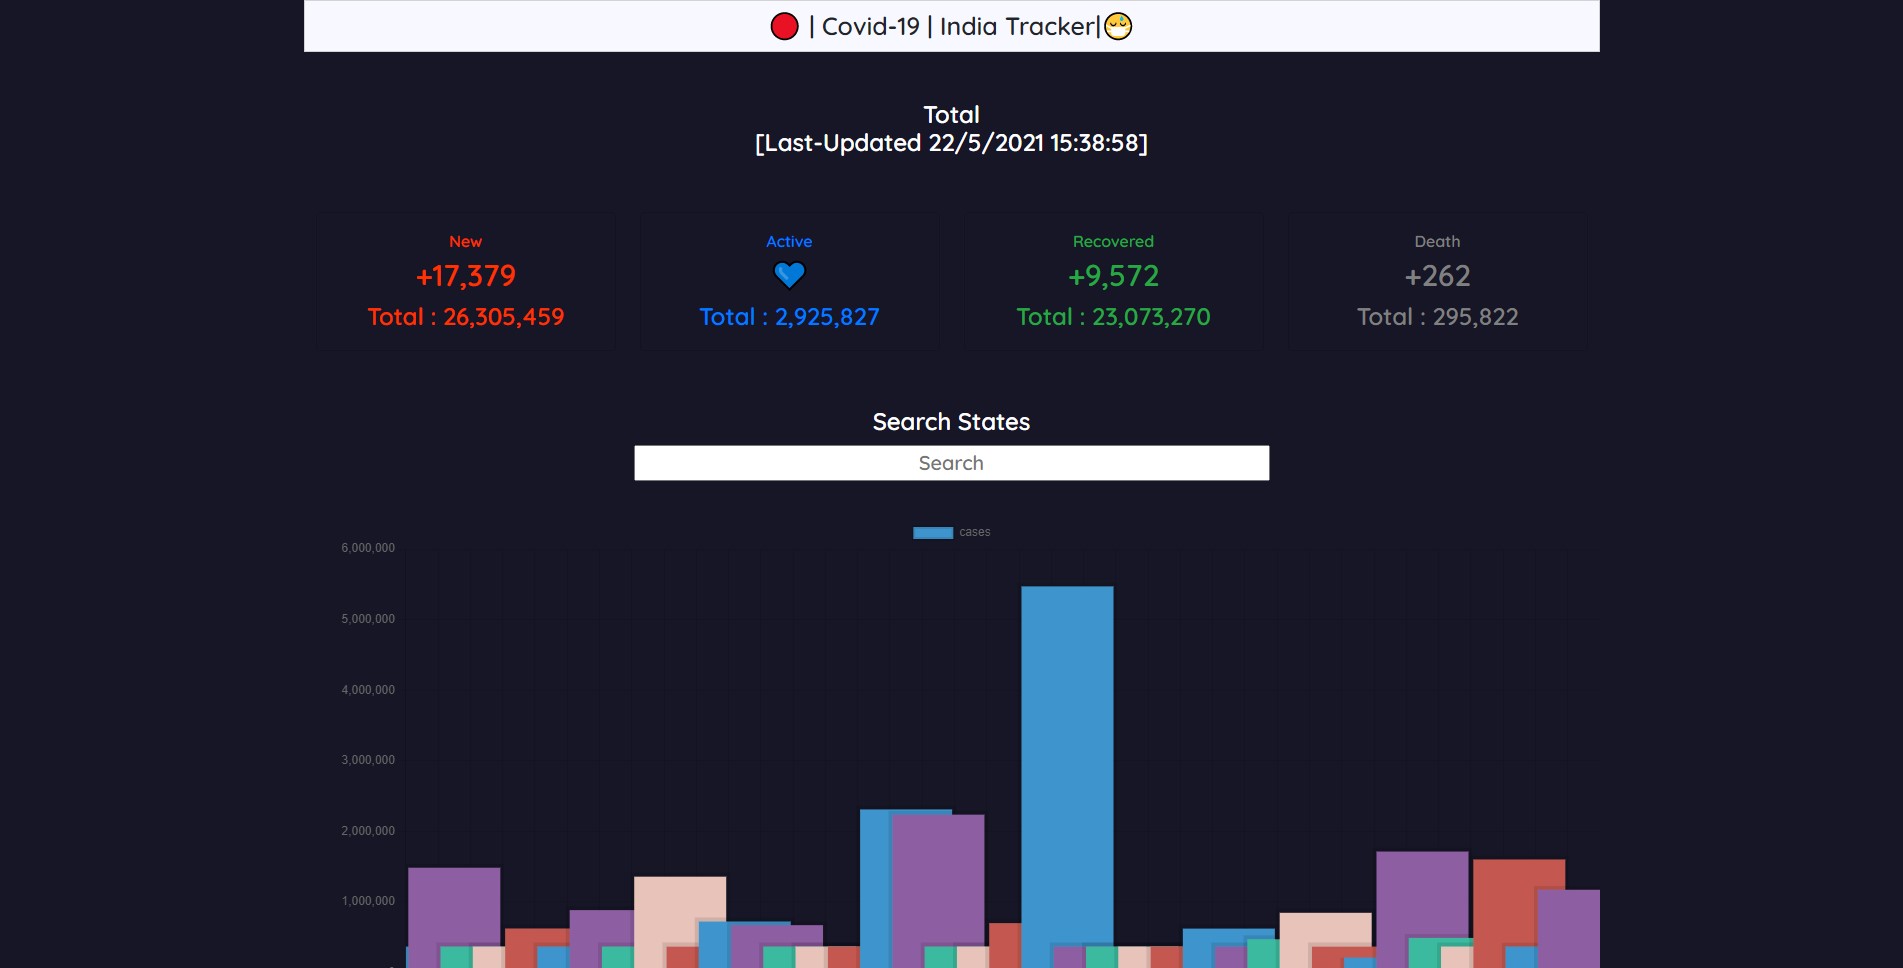 | Covid-19 | India Tracker|
Total
[Last-Updated 22/5/2021 15:38:58]
New
+17,379
Total : 26,305,459
Active
Total : 2,925,827
Recovered
+9,572
Total : 23,073,270
Death
+262
Total : 295,822
Search States
Search
cases
6,000,000
5,000,000
4,000,000
3,000,000
2,000,000
1,000,000